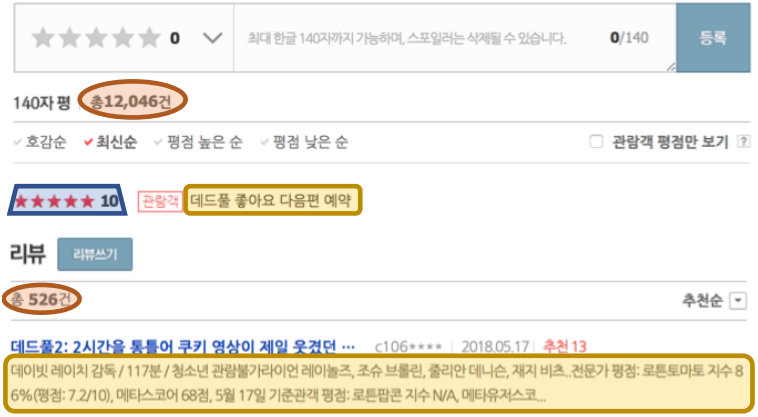 0 최대 한글 140자까지 가능하며, 스포일러는 삭제될 수 있습니다. 0/140 등록
140자 평 총 12,046건
호감순 최신순 평점 높은 순 평점 낮은 순 관람객 평점만 보기 ?
★★★★★ 10 관람객 데드풀 좋아요 다음편 예약
리뷰 리뷰쓰기
총 526건 추천순
데드풀2: 2시간을 통틀어 쿠키 영상이 제일 웃겼던 ··· c106**** 2018.05.17 추천 13
데이빗 레이치 감독 / 117분 / 청소년 관람불가라이언 레이놀즈, 조슈 브롤린, 줄리안 데니슨, 재지 비츠..전문가 평점: 로튼토마토 지수 8
6%(평점: 7.2/10), 메타스코어 68점, 5월 17일 기준관객 평점: 로튼팝콘 지수 N/A, 메타유저스코...